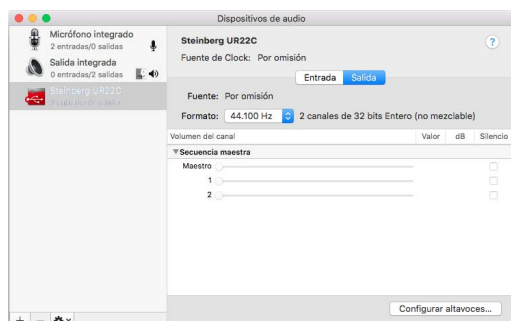 Dispositivos de audio
Micrófono integrado
2 entradas/0 salidas
Salida integrada
0 entradas/2 salidas
Steinberg UR22C
Steinberg UR22C
Fuente de Clock: Por omisión
?
Entrada Salida
Fuente: Por omisión
Formato: 44.100 Hz 2 canales de 32 bits Entero (no mezclable)
Volumen del canal Valor dB Silencio
Secuencia maestra
Maestro
1
2
Configurar altavoces...